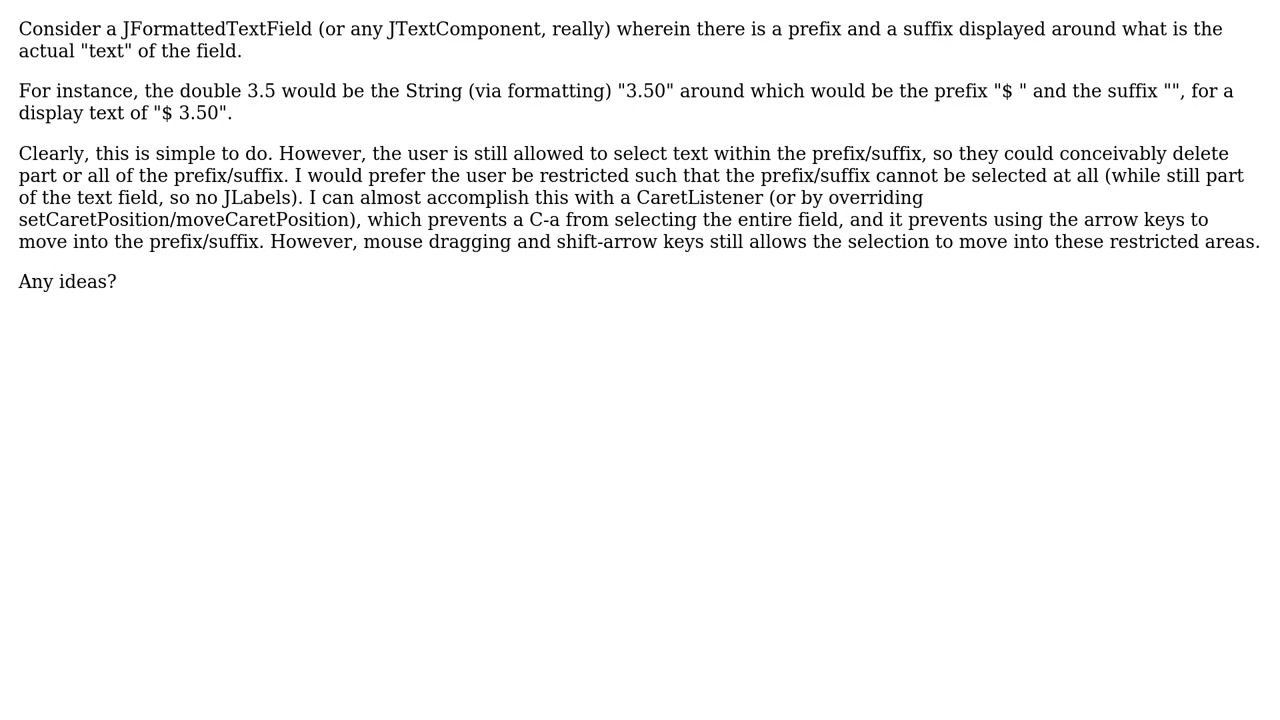 Consider a JFormattedTextField (or any JTextComponent, really) wherein there is a prefix and a suffix displayed around what is the
actual "text" of the field.
For instance, the double 3.5 would be the String (via formatting) "3.50" around which would be the prefix "$ " and the suffix "", for a
display text of "$ 3.50".
Clearly, this is simple to do. However, the user is still allowed to select text within the prefix/suffix, so they could conceivably delete
part or all of the prefix/suffix. I would prefer the user be restricted such that the prefix/suffix cannot be selected at all (while still part
of the text field, so no JLabels). I can almost accomplish this with a CaretListener (or by overriding
setCaretPosition/moveCaretPosition), which prevents a C-a from selecting the entire field, and it prevents using the arrow keys to
move into the prefix/suffix. However, mouse dragging and shift-arrow keys still allows the selection to move into these restricted areas.
Any ideas?